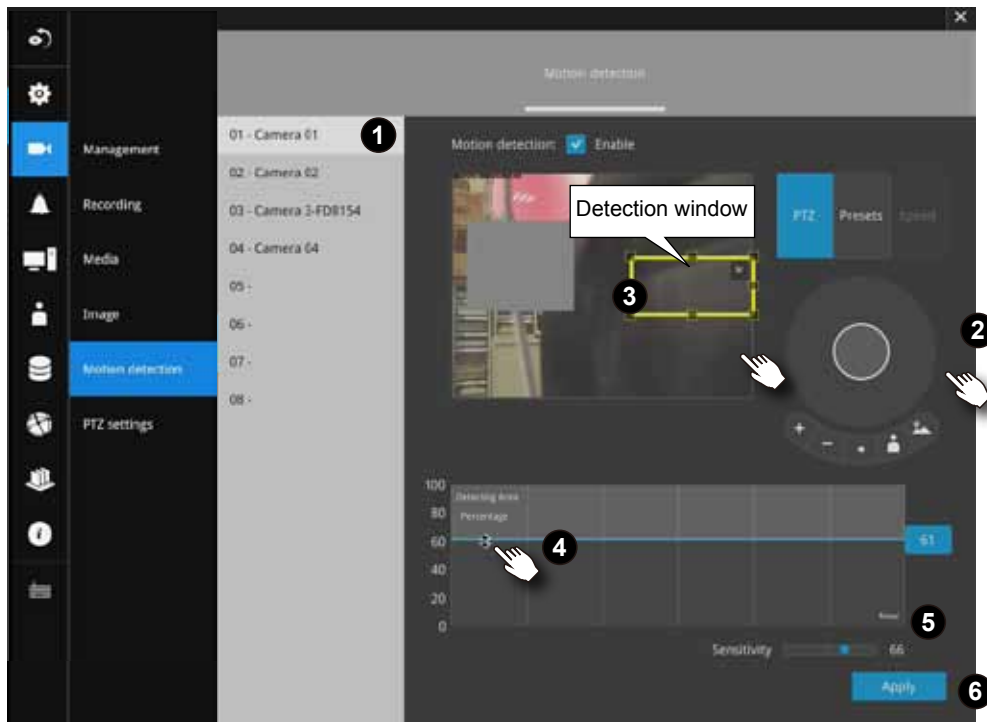 Motion detection
Management
Recording
Media
Image
Motion detection
PTZ settings
01 - Camera 01
1
02 - Camera 02
03 - Camera 3-FD8154
04 - Camera 04
05 -
06 -
07 -
08 -
Motion detection:
Enable
Detection window
3
PTZ
Presets
Speed
2
100
80
60
40
20
0
Detecting Area
Percentage
4
61
Reset
5
Sensitivity
66
Apply
6